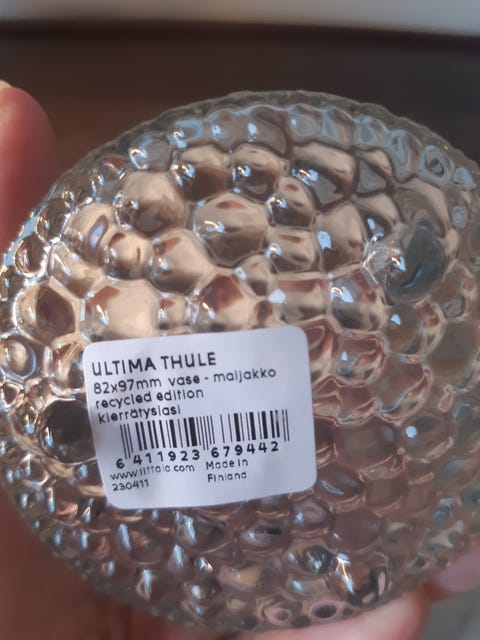 ULTIMA THULE
82x97mm vase - maljakko
recycled edition
kierrätyslasi
6 411923 679442
www.iittala.com Made in
230411 Finland